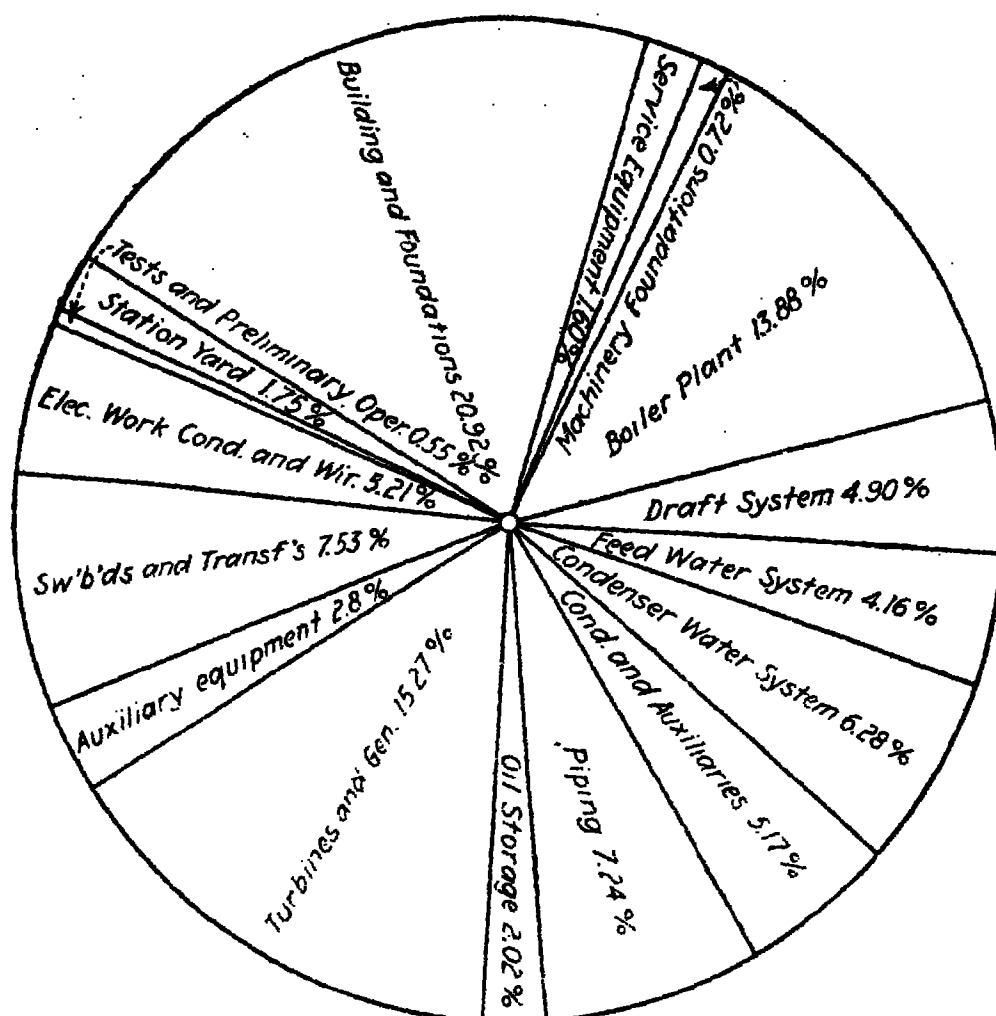 Building and Foundations 20.92%
Service Equipment 1.60%
Machinery Foundations 0.72%
Boiler Plant 13.88%
Draft System 4.90%
Feed Water System 4.16%
Condenser Water System 6.28%
Cond. and Auxiliaries 5.17%
Piping 7.24%
Oil Storage 2.02%
Turbines and Gen. 15.27%
Auxiliary equipment 2.8%
Sw'b'ds and Transf's 7.53%
Elec. Work Cond. and Wir. 5.21%
Station Yard 1.75%
Tests and Preliminary Oper. 0.55%